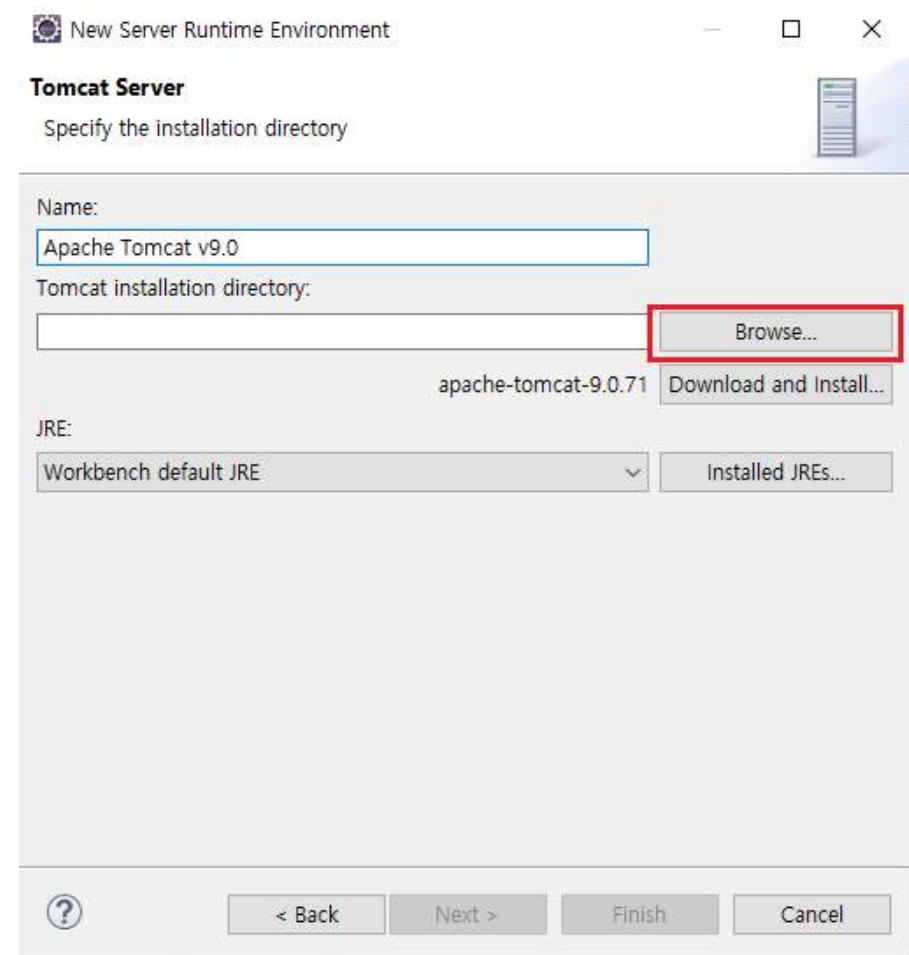 New Server Runtime Environment
Tomcat Server
Specify the installation directory
Name:
Apache Tomcat v9.0
Tomcat installation directory:
Browse...
apache-tomcat-9.0.71 Download and Install...
JRE:
Workbench default JRE Installed JREs...
? < Back Next > Finish Cancel